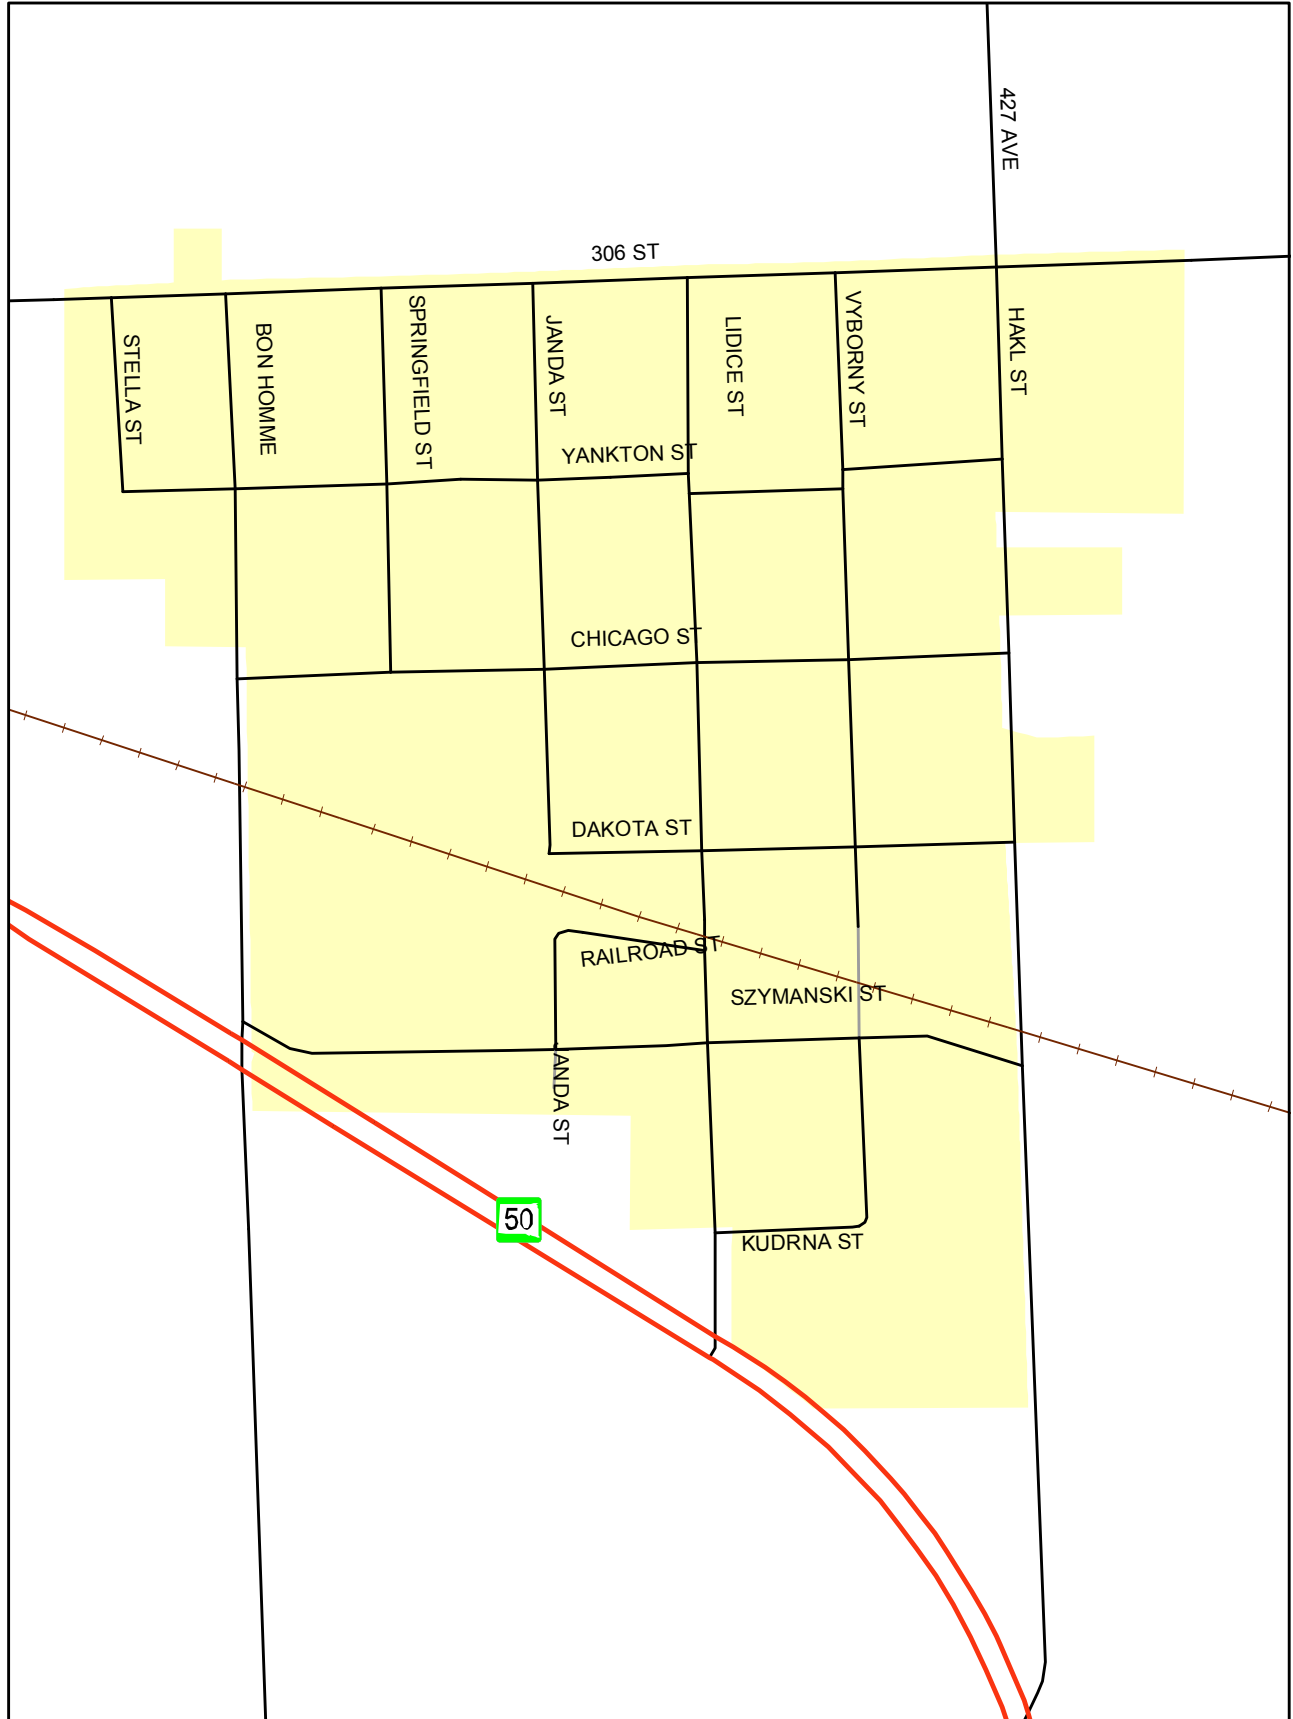 427 AVE
306 ST
STELLA ST
BON HOMME
SPRINGFIELD ST
JANDA ST
LIDICE ST
VYBORNY ST
HAKL ST
YANKTON ST
CHICAGO ST
DAKOTA ST
RAILROAD ST
SZYMANSKI ST
JANDA ST
50
KUDRNA ST